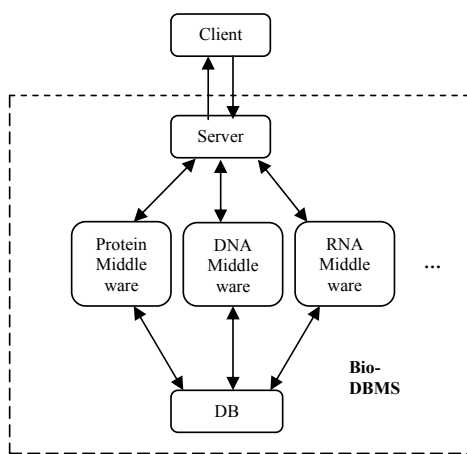 Client
Server
Protein
Middle
ware
DNA
Middle
ware
RNA
Middle
ware
...
Bio-
DBMS
DB